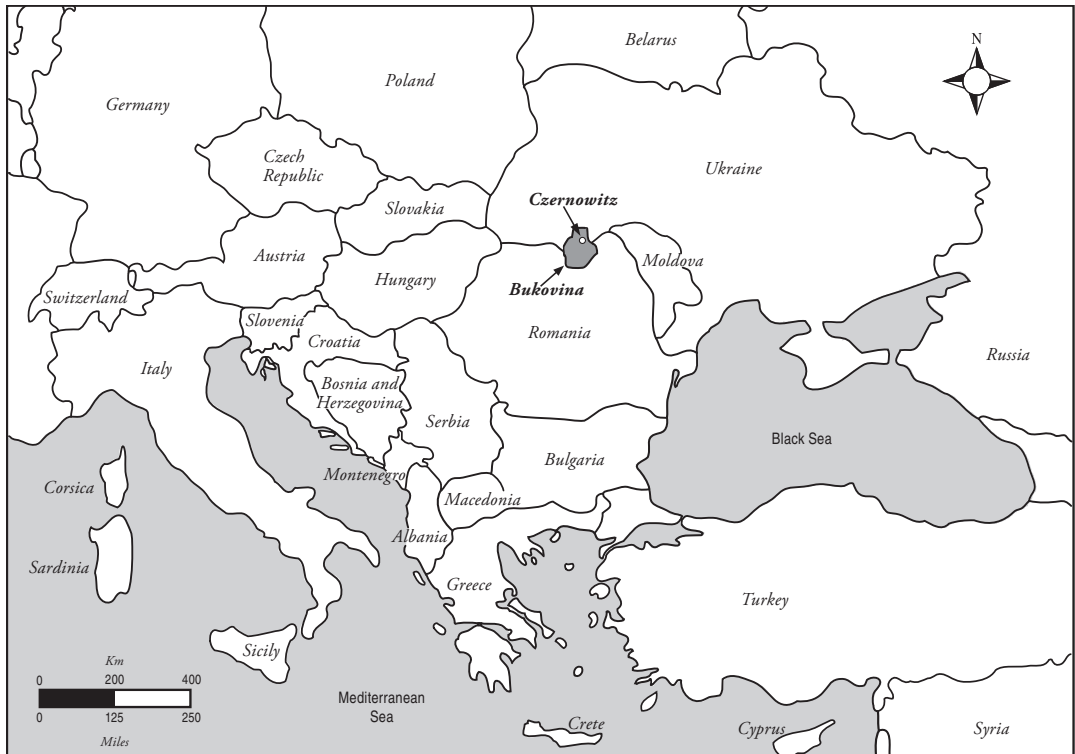 Belarus
N
Poland
Germany
Czech
Republic
Ukraine
Czernowitz
Slovakia
Austria
Moldova
Hungary
Bukovina
Switzerland
Slovenia
Romania
Croatia
Russia
Italy
Bosnia and
Herzegovina
Serbia
Black Sea
Bulgaria
Montenegro
Corsica
Macedonia
Albania
Sardinia
Greece
Turkey
Sicily
Km
0 200 400
0 125 250
Miles
Mediterranean
Sea
Crete
Cyprus
Syria